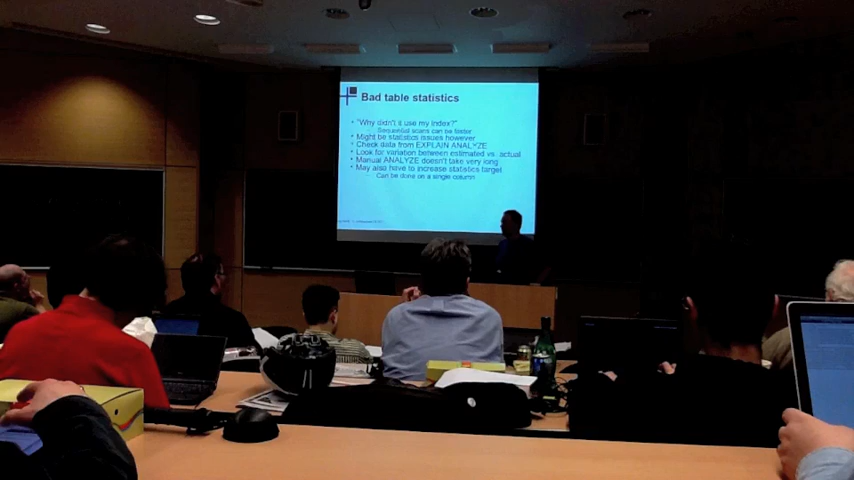 Bad table statistics
• "Why didn't it use my index?"
– Sequential scans can be faster
• Might be statistics issues however
• Check data from EXPLAIN ANALYZE
• Look for variation between estimated vs. actual
• Manual ANALYZE doesn't take very long
• May also have to increase statistics target
– Can be done on a single column